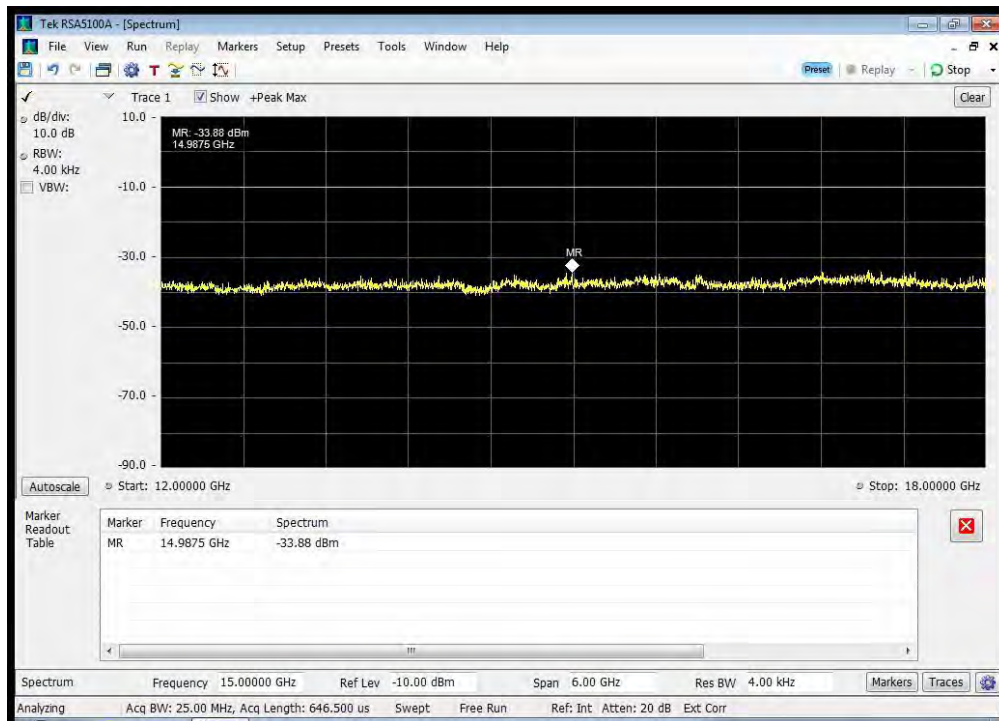 Tek RSA5100A - [Spectrum]
File View Run Replay Markers Setup Presets Tools Window Help
Preset Replay Stop
Trace 1 Show +Peak Max Clear
dB/div:
10.0 dB
RBW:
4.00 kHz
VBW:
10.0
MR: -33.88 dBm
14.9875 GHz
-10.0
MR
-30.0
-50.0
-70.0
-90.0
Autoscale Start: 12.00000 GHz Stop: 18.00000 GHz
Marker
Readout
Table
Marker Frequency Spectrum
MR 14.9875 GHz -33.88 dBm
Spectrum Frequency 15.00000 GHz Ref Lev -10.00 dBm Span 6.00 GHz Res BW 4.00 kHz Markers Traces
Analyzing Acq BW: 25.00 MHz, Acq Length: 646.500 us Swept Free Run Ref: Int Atten: 20 dB Ext Corr